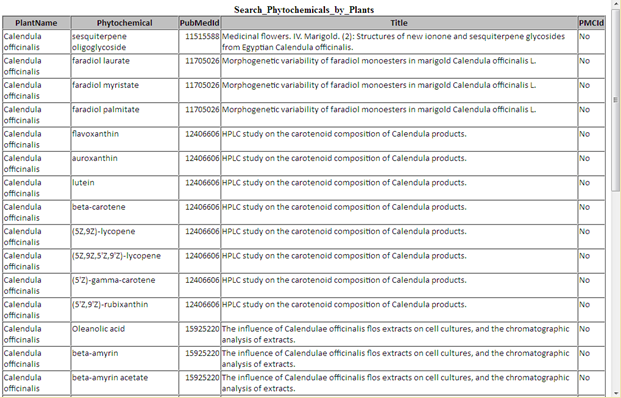 Search_Phytochemicals_by_Plants
PlantName Phytochemical PubMedId Title PMCId
Calendula officinalis sesquiterpene oligoglycoside 11515588 Medicinal flowers. IV. Marigold. (2): Structures of new ionone and sesquiterpene glycosides from Egyptian Calendula officinalis. No
Calendula officinalis faradiol laurate 11705026 Morphogenetic variability of faradiol monoesters in marigold Calendula officinalis L. No
Calendula officinalis faradiol myristate 11705026 Morphogenetic variability of faradiol monoesters in marigold Calendula officinalis L. No
Calendula officinalis faradiol palmitate 11705026 Morphogenetic variability of faradiol monoesters in marigold Calendula officinalis L. No
Calendula officinalis flavoxanthin 12406606 HPLC study on the carotenoid composition of Calendula products. No
Calendula officinalis auroxanthin 12406606 HPLC study on the carotenoid composition of Calendula products. No
Calendula officinalis lutein 12406606 HPLC study on the carotenoid composition of Calendula products. No
Calendula officinalis beta-carotene 12406606 HPLC study on the carotenoid composition of Calendula products. No
Calendula officinalis (5Z,9Z)-lycopene 12406606 HPLC study on the carotenoid composition of Calendula products. No
Calendula officinalis (5Z,9Z,5'Z,9'Z)-lycopene 12406606 HPLC study on the carotenoid composition of Calendula products. No
Calendula officinalis (5'Z)-gamma-carotene 12406606 HPLC study on the carotenoid composition of Calendula products. No
Calendula officinalis (5'Z,9'Z)-rubixanthin 12406606 HPLC study on the carotenoid composition of Calendula products. No
Calendula officinalis Oleanolic acid 15925220 The influence of Calendulae officinalis flos extracts on cell cultures, and the chromatographic analysis of extracts. No
Calendula officinalis beta-amyrin 15925220 The influence of Calendulae officinalis flos extracts on cell cultures, and the chromatographic analysis of extracts. No
Calendula officinalis beta-amyrin acetate 15925220 The influence of Calendulae officinalis flos extracts on cell cultures, and the chromatographic analysis of extracts. No